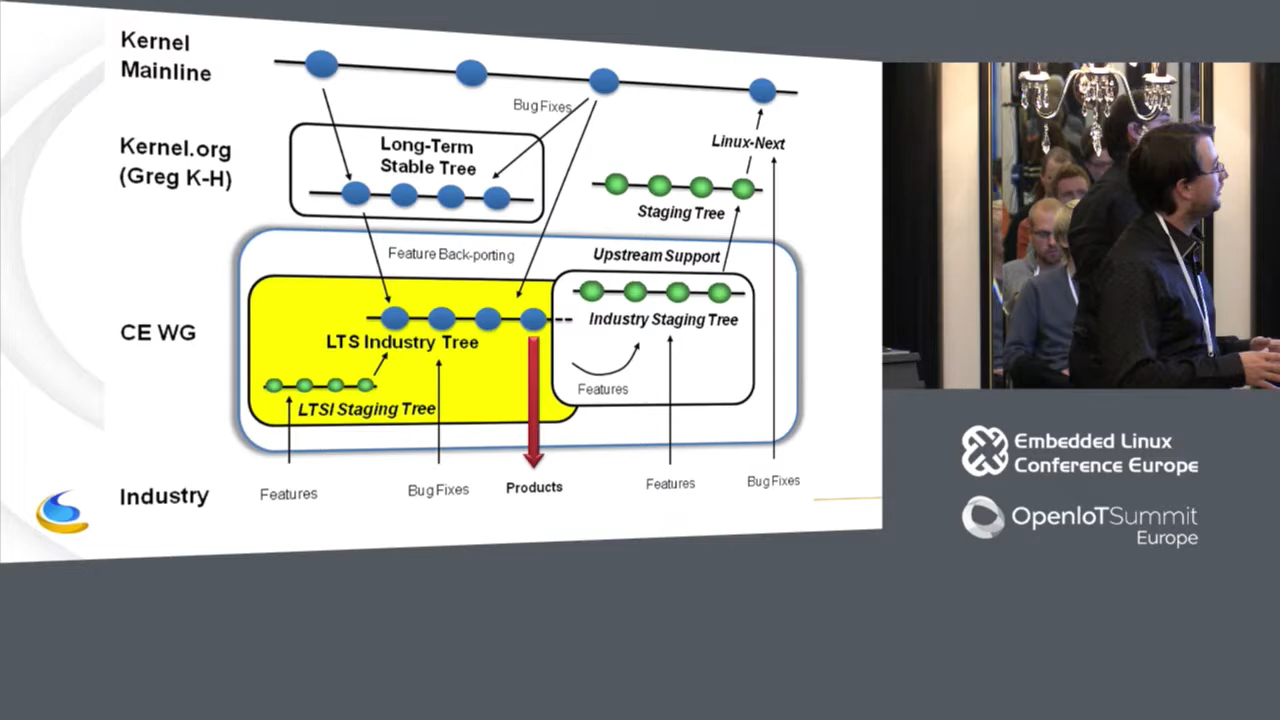 Kernel
Mainline
Bug Fixes
Kernel.org
(Greg K-H)
Long-Term
Stable Tree
Linux-Next
Staging Tree
Feature Back-porting
Upstream Support
CE WG
LTS Industry Tree
Industry Staging Tree
Features
LTSI Staging Tree
Industry
Features
Bug Fixes
Products
Features
Bug Fixes
Embedded Linux
Conference Europe
OpenIoTSummit
Europe